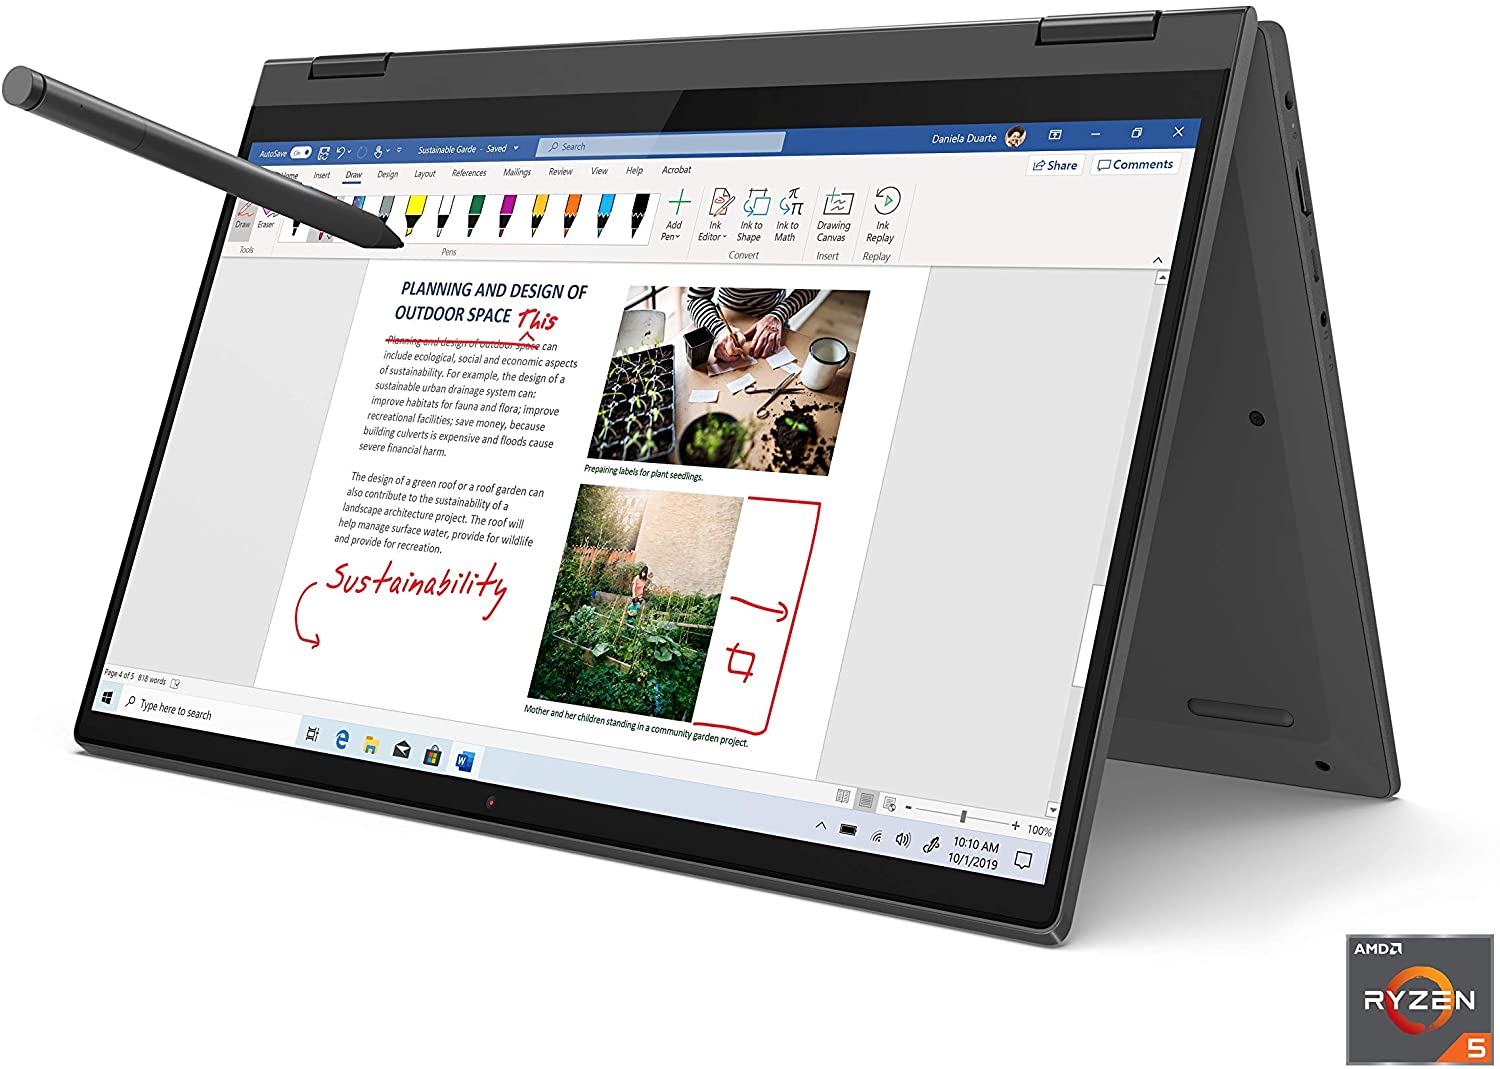 AutoSave On
Sustainable Garde - Saved
Search
Daniela Duarte
Home Insert Draw Design Layout References Mailings Review View Help Acrobat
Share
Comments
Draw
Eraser
Tools
Pens
Add
Pen
Ink
Editor
Ink to
Shape
Ink to
Math
Convert
Drawing
Canvas
Insert
Ink
Replay
Replay
PLANNING AND DESIGN OF
OUTDOOR SPACE This
Planning and design of outdoor space can
include ecological, social and economic aspects
of sustainability. For example, the design of a
sustainable urban drainage system can:
improve habitats for fauna and flora; improve
recreational facilities; save money, because
building culverts is expensive and floods cause
severe financial harm.
The design of a green roof or a roof garden can
also contribute to the sustainability of a
landscape architecture project. The roof will
help manage surface water, provide for wildlife
and provide for recreation.
Sustainability
Prepairing labels for plant seedlings.
Mother and her children standing in a community garden project.
Page 4 of 5 818 words
100%
Type here to search
10:10 AM
10/1/2019
AMD
RYZEN
5